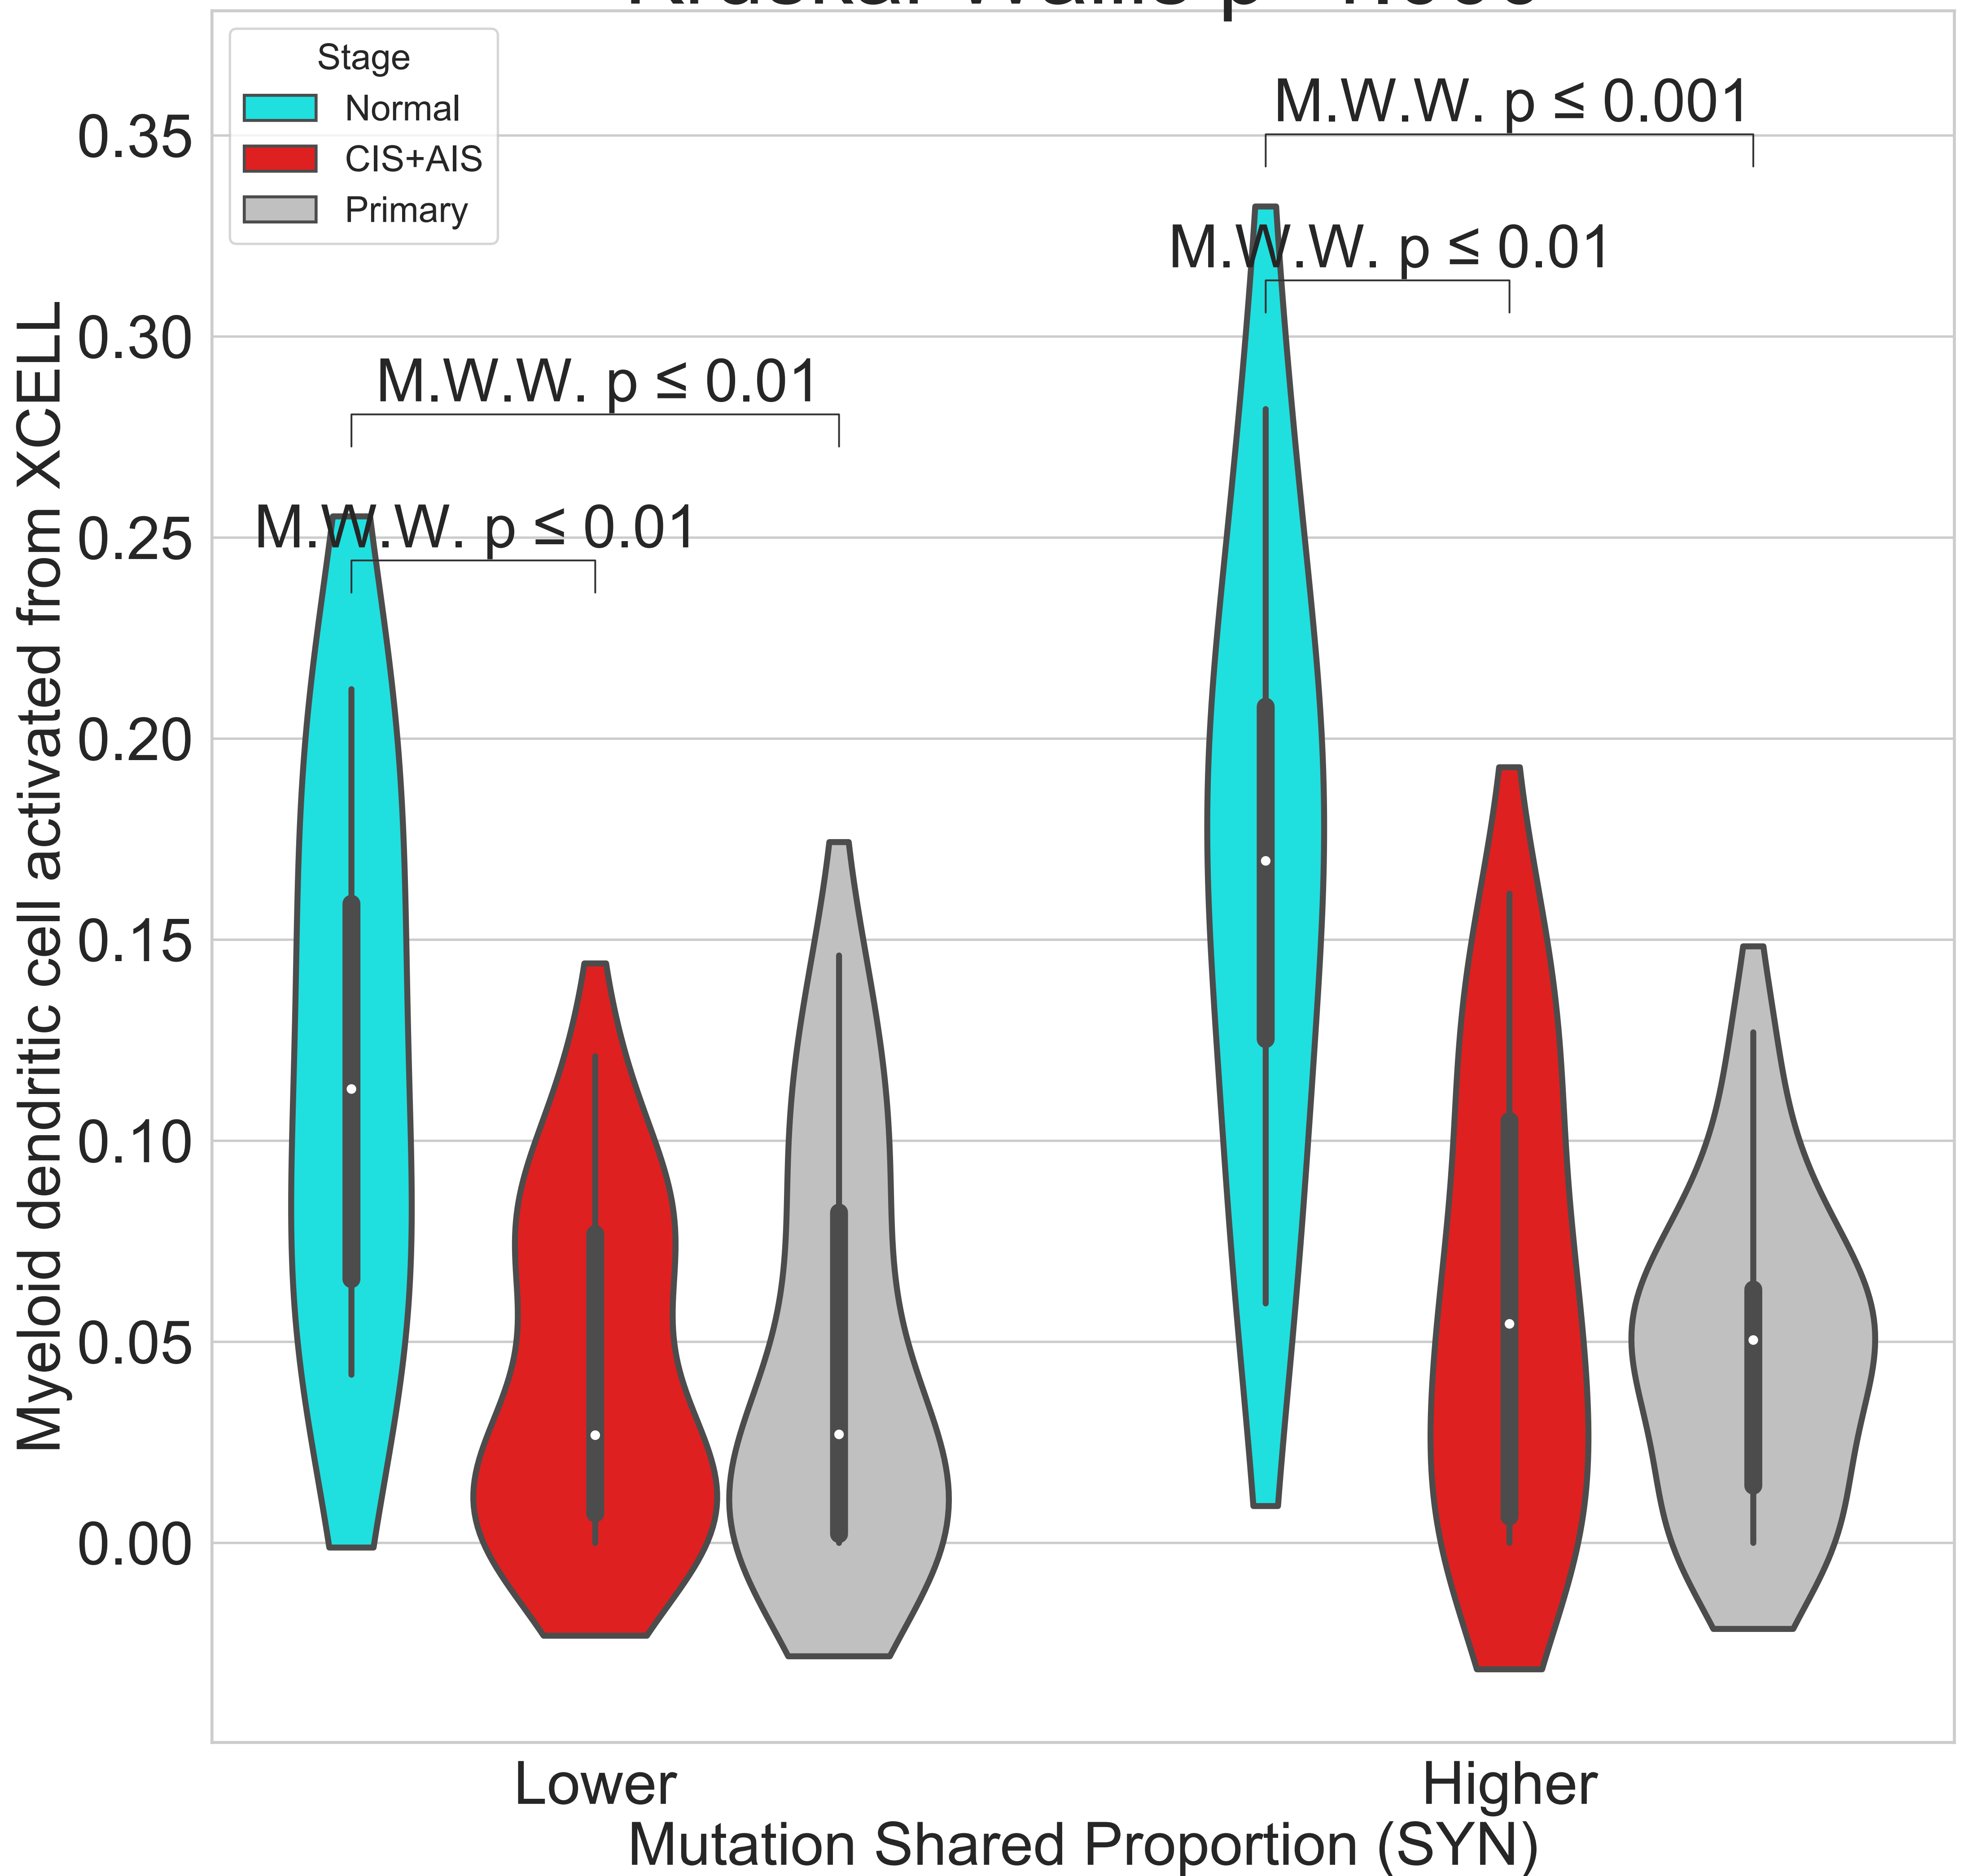 Stage
Normal
CIS+AIS
Primary
M.W.W. p ≤ 0.001
M.W.W. p ≤ 0.01
M.W.W. p ≤ 0.01
M.W.W. p ≤ 0.01
0.35
0.30
0.25
0.20
0.15
0.10
0.05
0.00
Myeloid dendritic cell activated from XCELL
Lower
Higher
Mutation Shared Proportion (SYN)